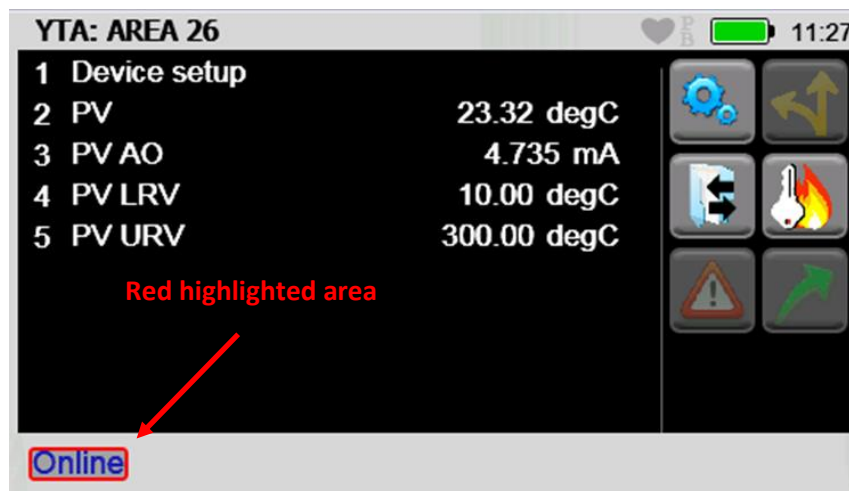 YTA: AREA 26 P B 11:27
1 Device setup
2 PV 23.32 degC
3 PV AO 4.735 mA
4 PV LRV 10.00 degC
5 PV URV 300.00 degC
Red highlighted area
Online